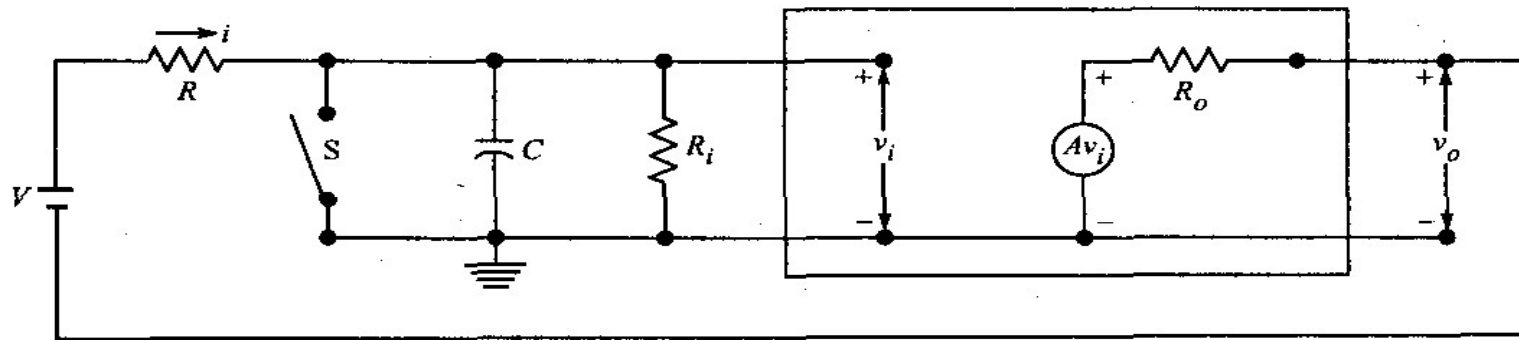 i
+ + +
R R_o
S C R_i v_i Av_i v_o
V
− − −